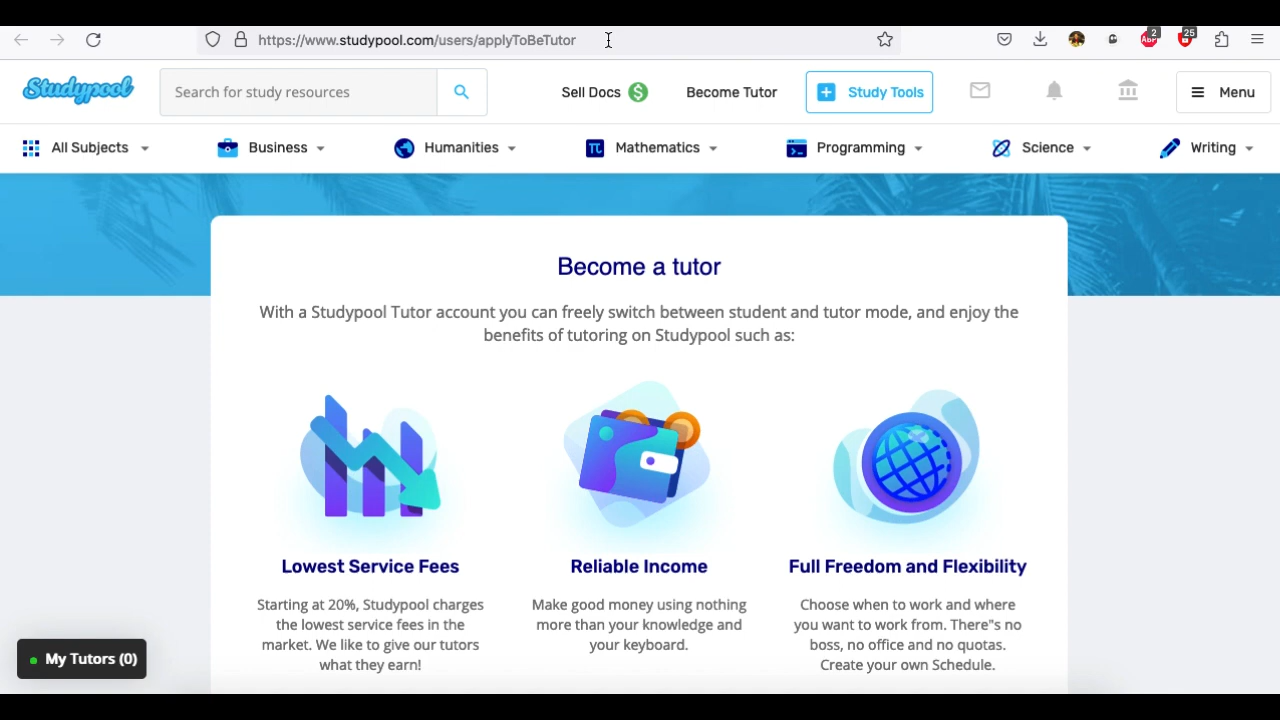 https://www.studypool.com/users/applyToBeTutor
2
25
Studypool
Search for study resources
Sell Docs $
Become Tutor
Study Tools
Menu
All Subjects
Business
Humanities
Mathematics
Programming
Science
Writing
Become a tutor
With a Studypool Tutor account you can freely switch between student and tutor mode, and enjoy the
benefits of tutoring on Studypool such as:
Lowest Service Fees
Starting at 20%, Studypool charges
the lowest service fees in the
market. We like to give our tutors
what they earn!
Reliable Income
Make good money using nothing
more than your knowledge and
your keyboard.
Full Freedom and Flexibility
Choose when to work and where
you want to work from. There"s no
boss, no office and no quotas.
Create your own Schedule.
My Tutors (0)